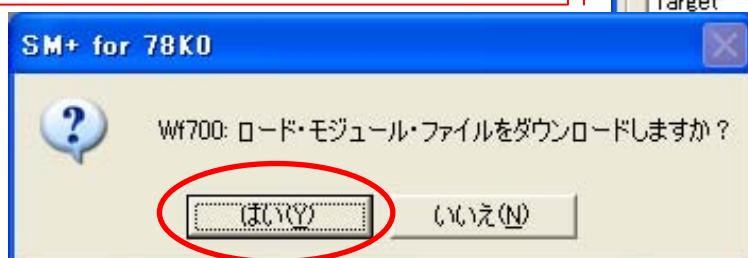 Target
SM+ for 78K0
Wf700: ロード・モジュール・ファイルをダウンロードしますか？
はい(Y)
いいえ(N)